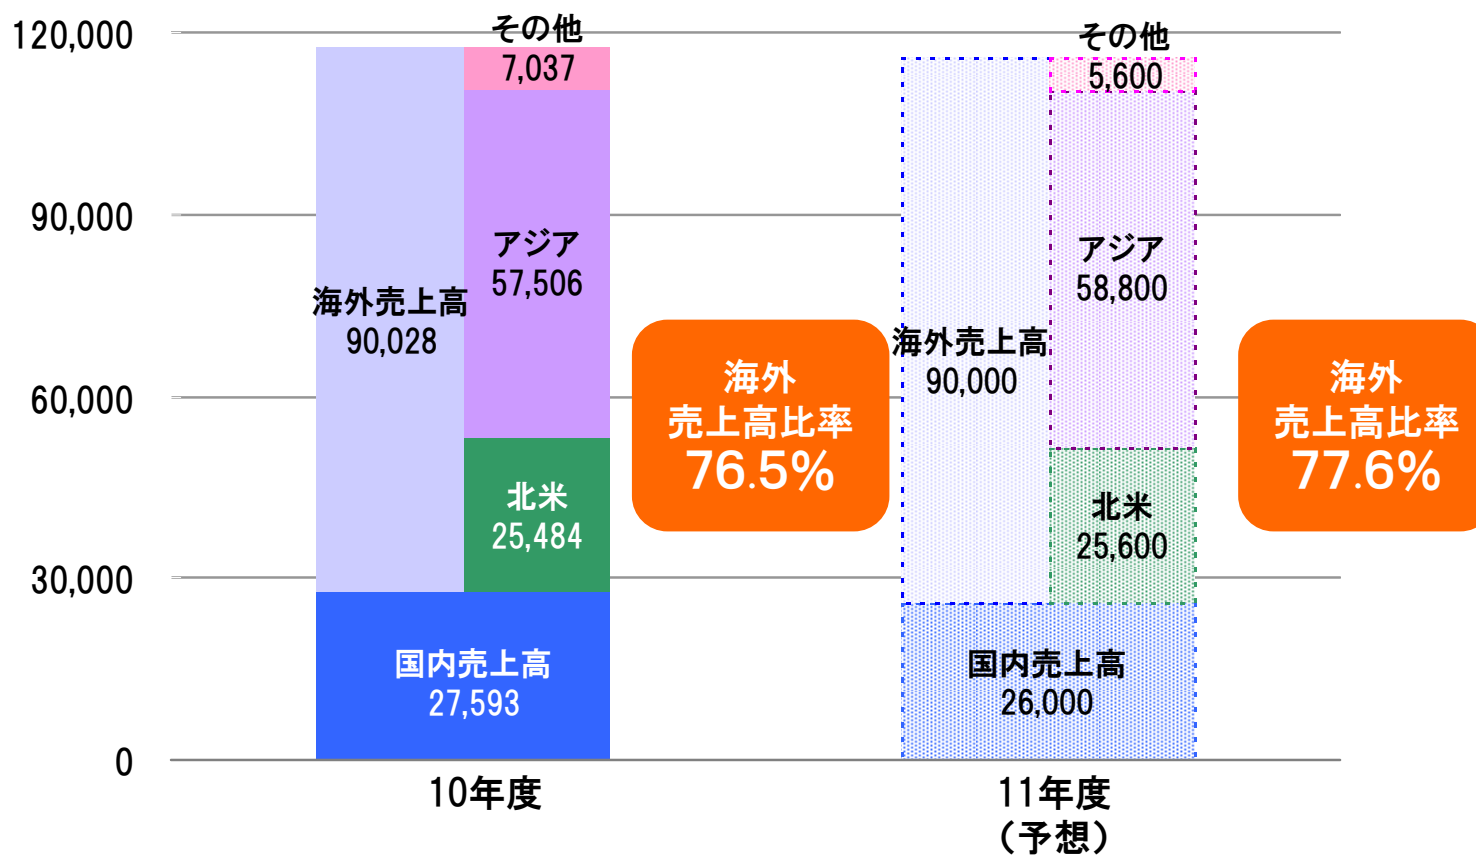 120,000
90,000
60,000
30,000
0
その他
7,037
アジア
57,506
海外売上高
90,028
北米
25,484
国内売上高
27,593
海外
売上高比率
76.5%
その他
5,600
アジア
58,800
海外売上高
90,000
北米
25,600
国内売上高
26,000
海外
売上高比率
77.6%
10年度
11年度
（予想）